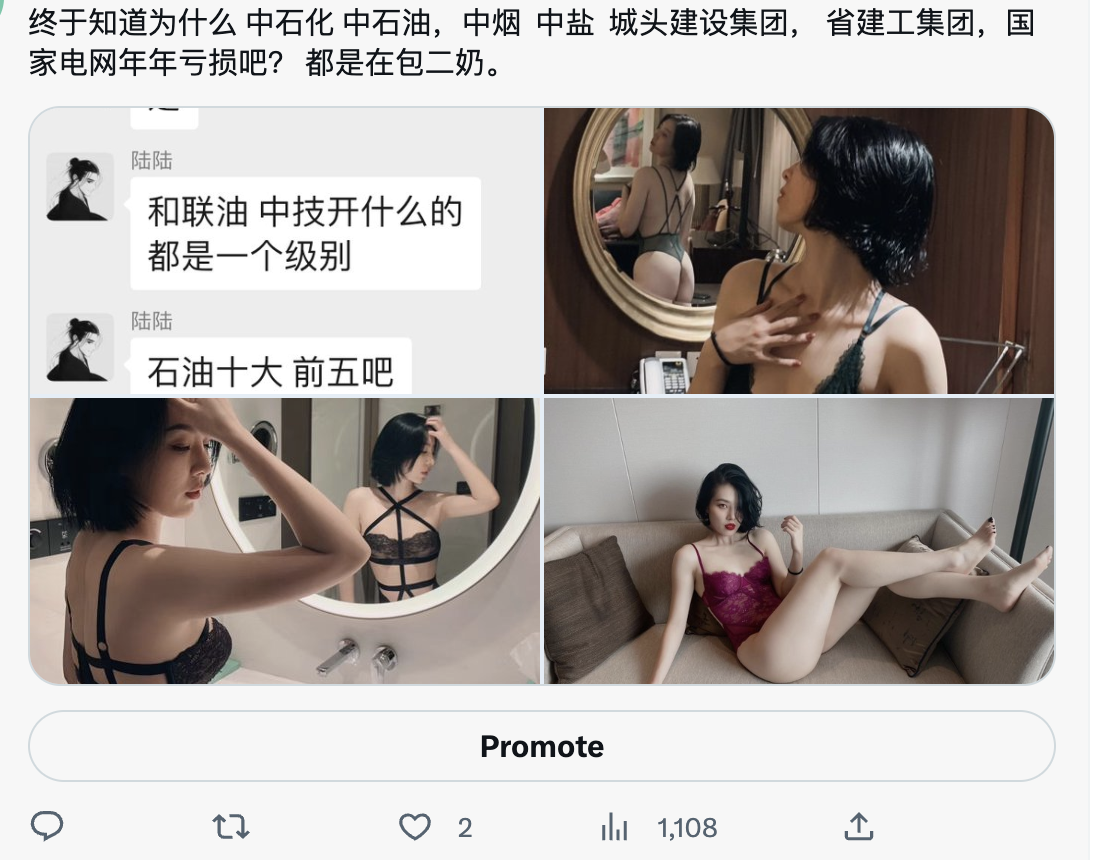 终于知道为什么 中石化 中石油，中烟 中盐 城头建设集团， 省建工集团，国
家电网年年亏损吧？ 都是在包二奶。
陆陆
和联油 中技开什么的
都是一个级别
陆陆
石油十大 前五吧
Promote
2
1,108